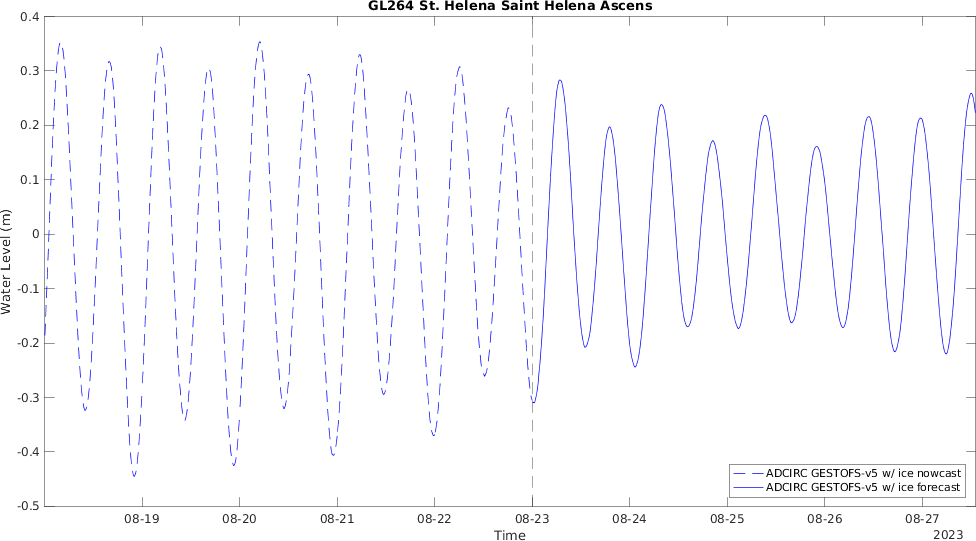 GL264 St. Helena Saint Helena Ascens
0.4
0.3
0.2
0.1
0
-0.1
-0.2
-0.3
-0.4
-0.5
Water Level (m)
ADCIRC GESTOFS-v5 w/ ice nowcast
ADCIRC GESTOFS-v5 w/ ice forecast
08-19 08-20 08-21 08-22 08-23 08-24 08-25 08-26 08-27
Time
2023